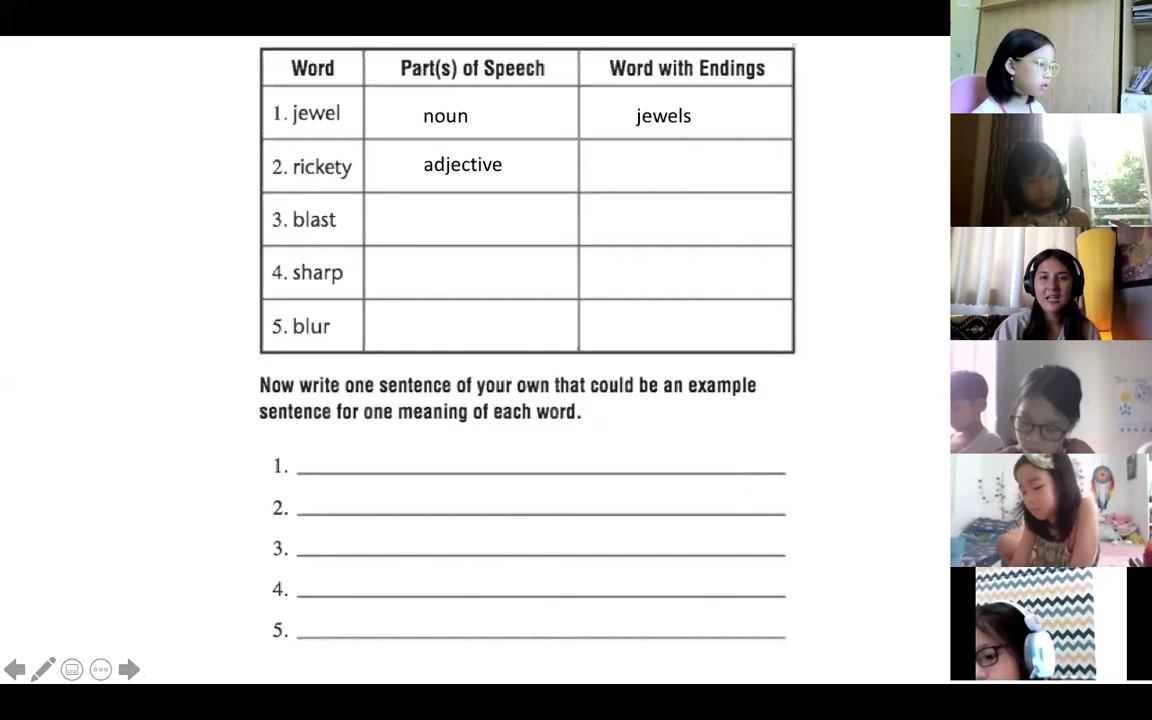 Word Part(s) of Speech Word with Endings
1. jewel noun jewels
2. rickety adjective
3. blast
4. sharp
5. blur
Now write one sentence of your own that could be an example
sentence for one meaning of each word.
1.
2.
3.
4.
5.